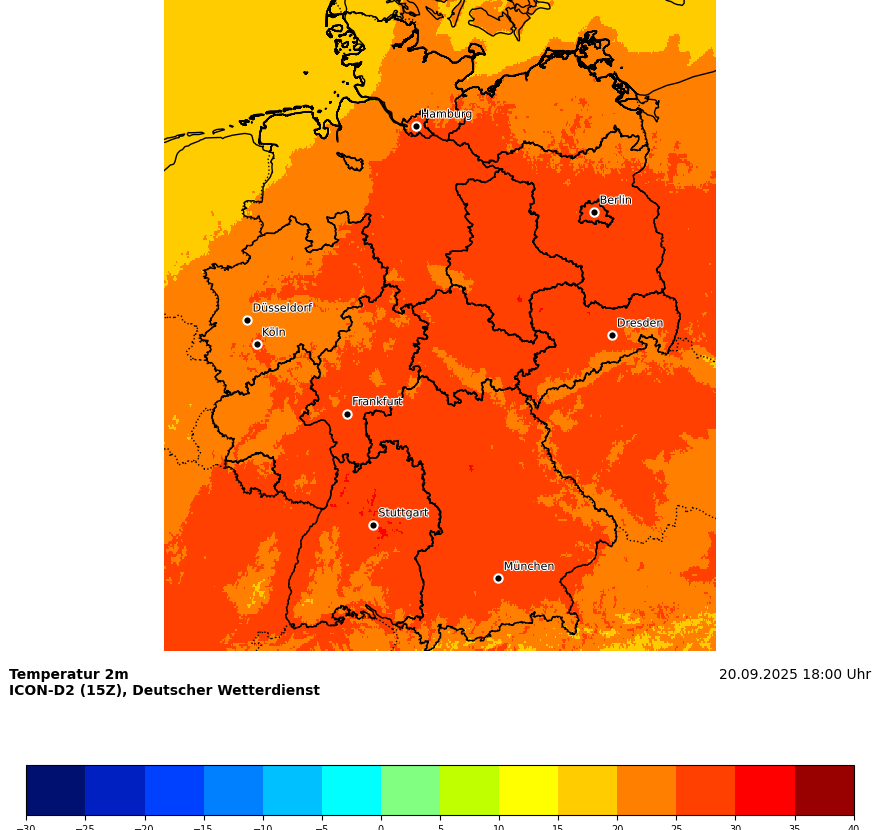 Hamburg
Berlin
Düsseldorf
Köln
Dresden
Frankfurt
Stuttgart
München
Temperatur 2m
20.09.2025 18:00 Uhr
ICON-D2 (15Z), Deutscher Wetterdienst
−30 −25 −20 −15 −10 −5 0 5 10 15 20 25 30 35 40